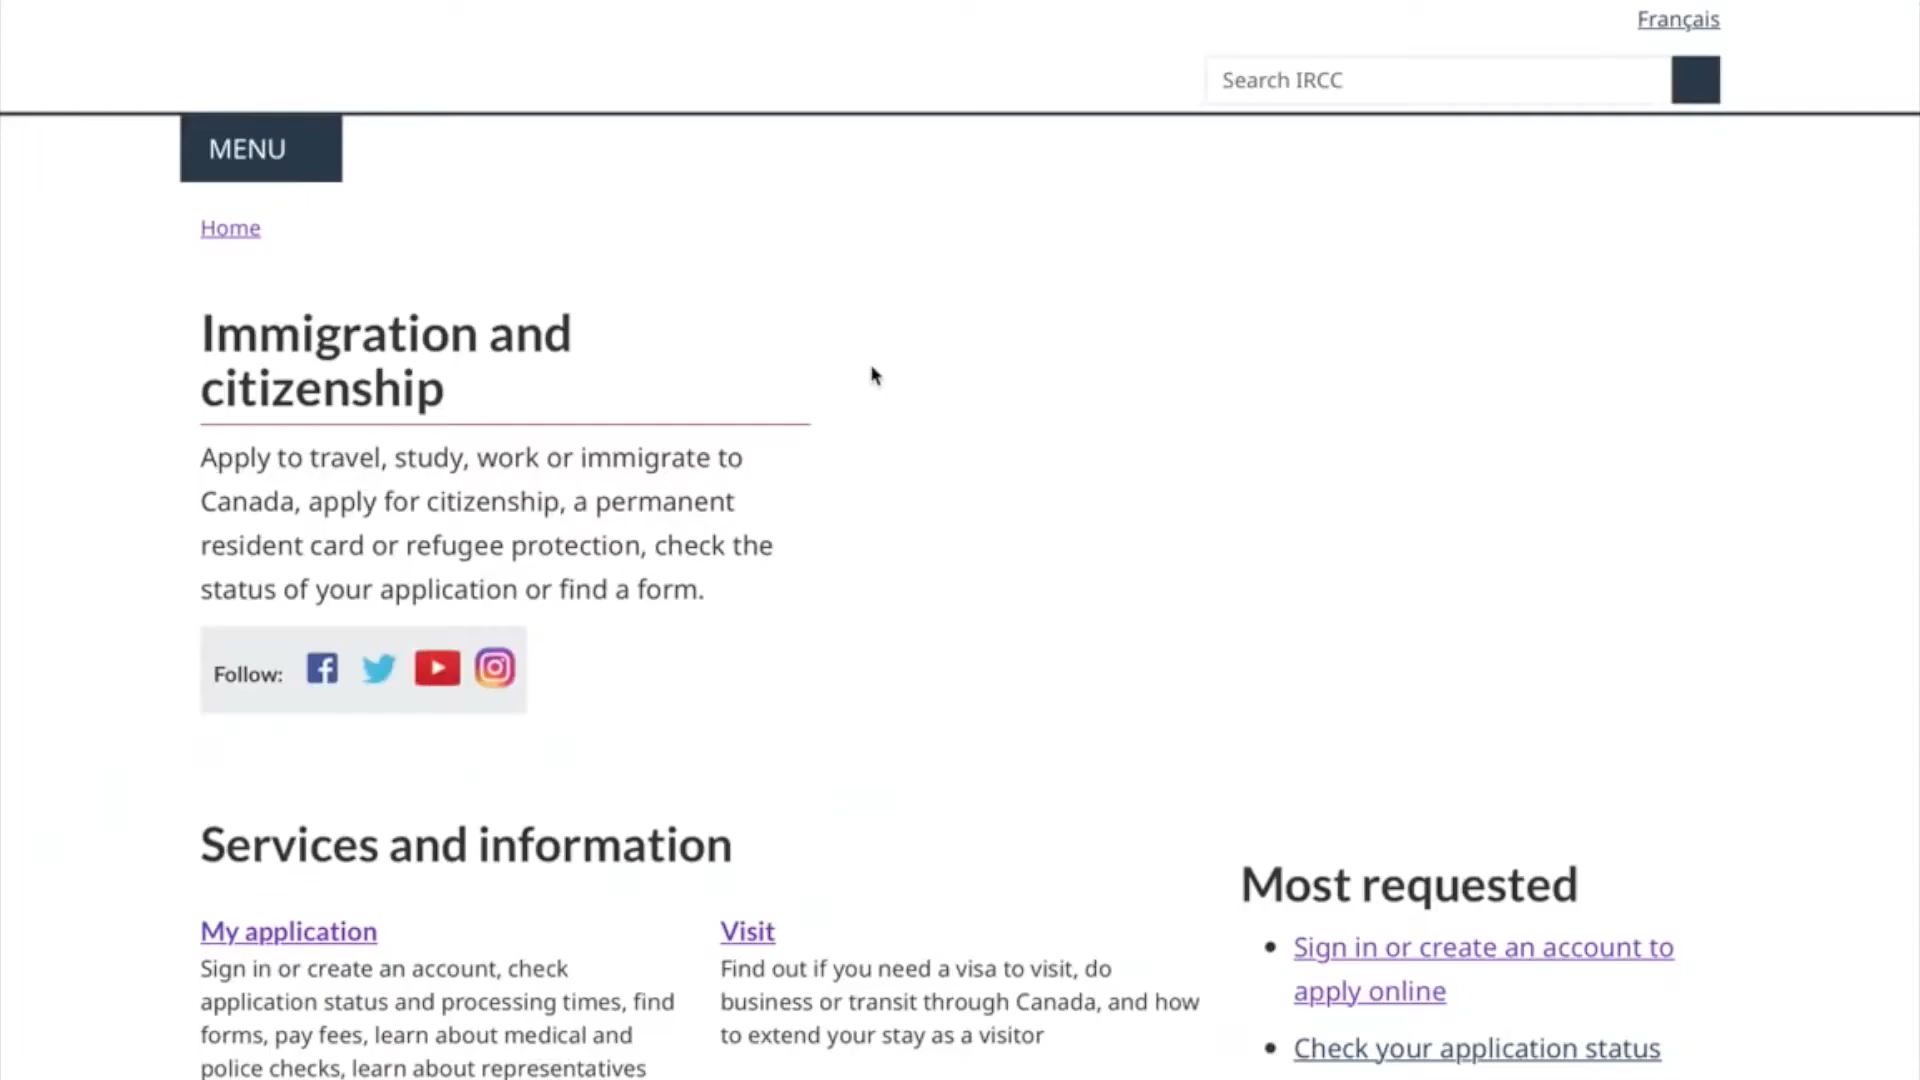 Français
Search IRCC
MENU
Home
Immigration and
citizenship
Apply to travel, study, work or immigrate to
Canada, apply for citizenship, a permanent
resident card or refugee protection, check the
status of your application or find a form.
Follow:
Services and information
My application
Sign in or create an account, check
application status and processing times, find
forms, pay fees, learn about medical and
police checks, learn about representatives
Visit
Find out if you need a visa to visit, do
business or transit through Canada, and how
to extend your stay as a visitor
Most requested
Sign in or create an account to
apply online
Check your application status